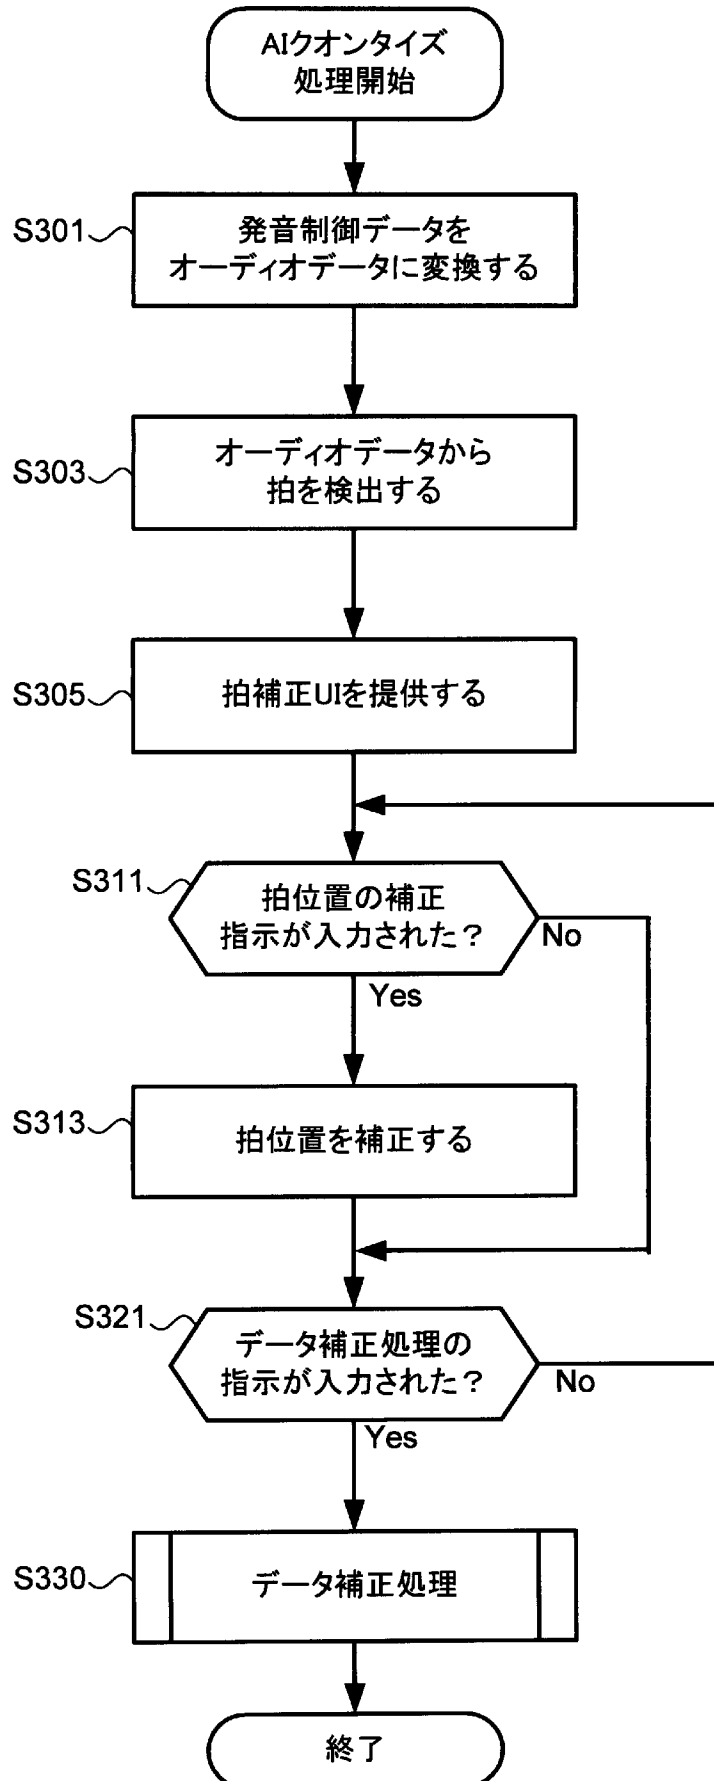 AIクオンタイズ
処理開始
S301
発音制御データを
オーディオデータに変換する
S303
オーディオデータから
拍を検出する
S305
拍補正UIを提供する
S311
拍位置の補正
指示が入力された？
No
Yes
S313
拍位置を補正する
S321
データ補正処理の
指示が入力された？
No
Yes
S330
データ補正処理
終了